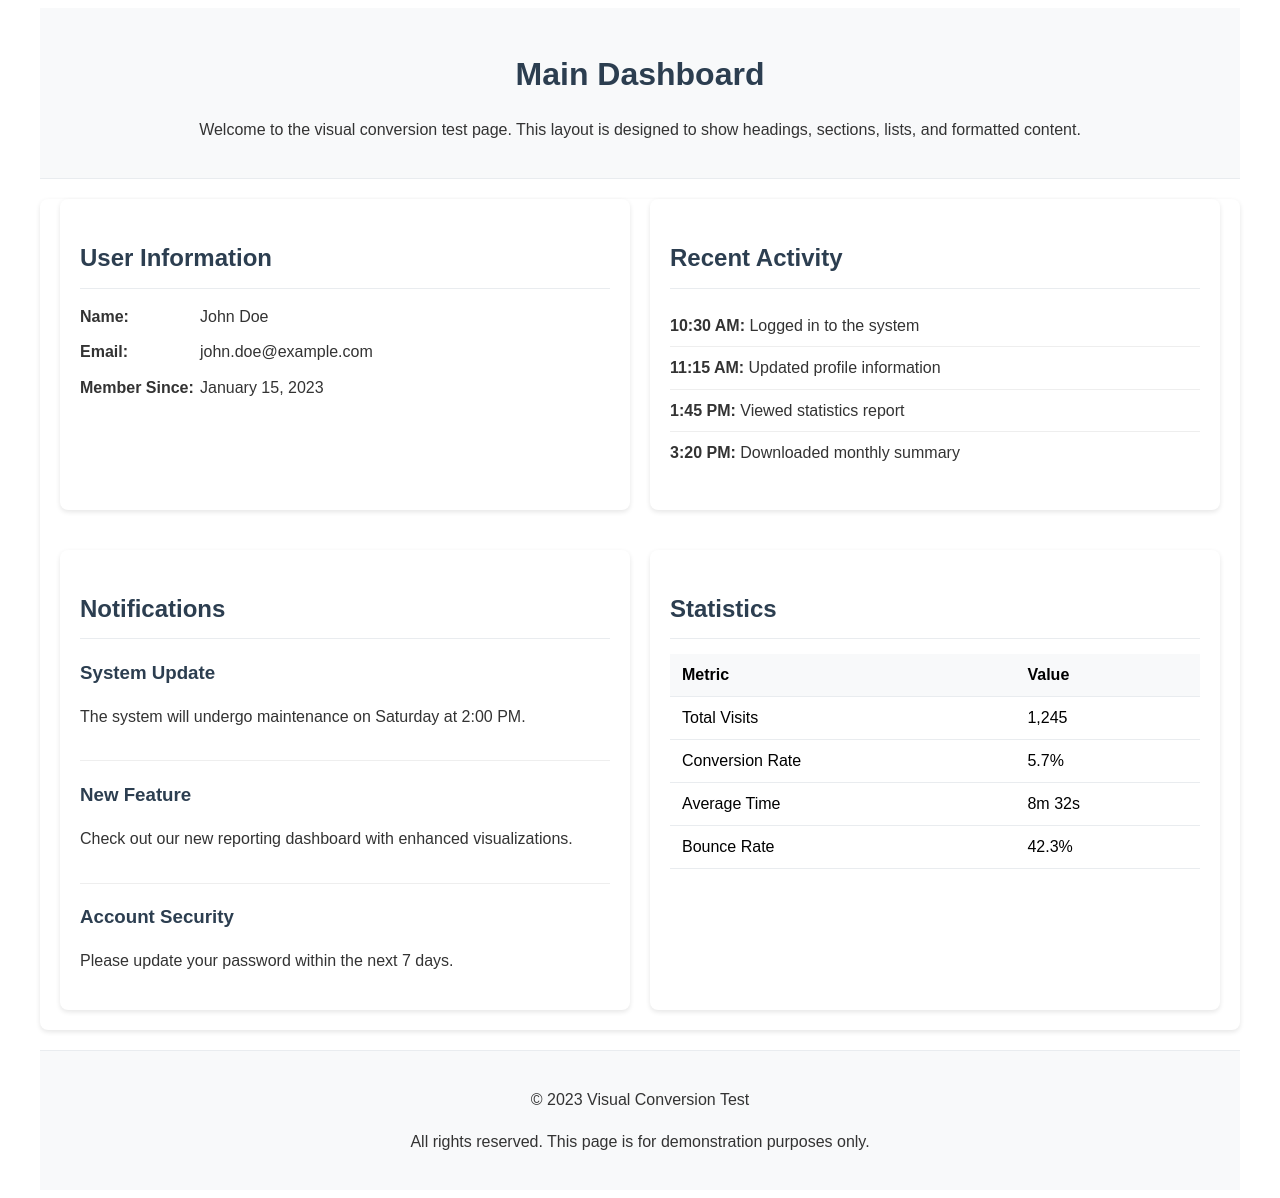 Main Dashboard
Welcome to the visual conversion test page. This layout is designed to show headings, sections, lists, and formatted content.
User Information
Name: John Doe
Email: john.doe@example.com
Member Since: January 15, 2023
Recent Activity
10:30 AM: Logged in to the system
11:15 AM: Updated profile information
1:45 PM: Viewed statistics report
3:20 PM: Downloaded monthly summary
Notifications
System Update
The system will undergo maintenance on Saturday at 2:00 PM.
New Feature
Check out our new reporting dashboard with enhanced visualizations.
Account Security
Please update your password within the next 7 days.
Statistics
Metric Value
Total Visits 1,245
Conversion Rate 5.7%
Average Time 8m 32s
Bounce Rate 42.3%
© 2023 Visual Conversion Test
All rights reserved. This page is for demonstration purposes only.